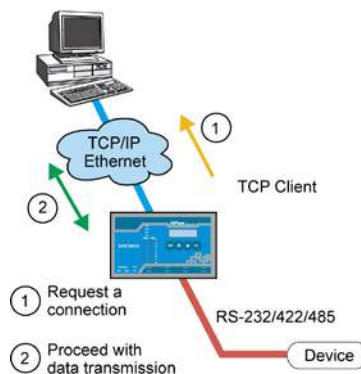 1
TCP/IP
Ethernet
2
TCP Client
1 Request a
connection
RS-232/422/485
2 Proceed with
data transmission
Device